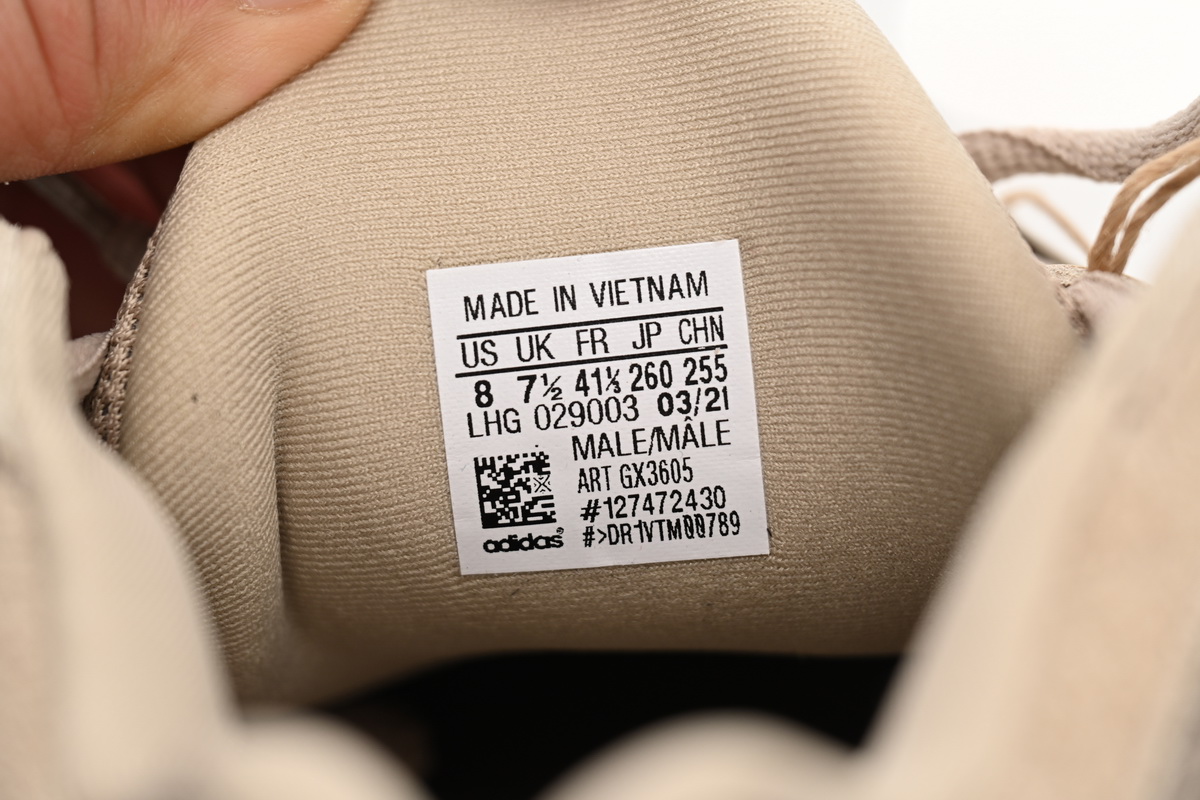 MADE IN VIETNAM
US UK FR JP CHN
8 7½ 41⅓ 260 255
LHG 029003 03/21
MALE/MÂLE
ART GX3605
#127472430
#>DR1VTM00789
adidas®